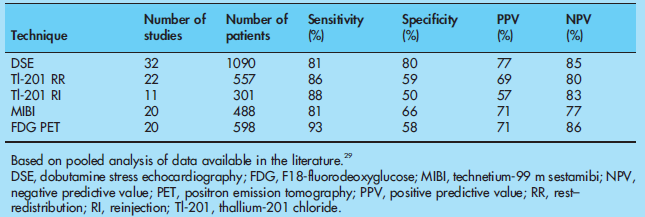 Technique Number of studies Number of patients Sensitivity (%) Specificity (%) PPV (%) NPV (%)
DSE 32 1090 81 80 77 85
Tl-201 RR 22 557 86 59 69 80
Tl-201 RI 11 301 88 50 57 83
MIBI 20 488 81 66 71 77
FDG PET 20 598 93 58 71 86
Based on pooled analysis of data available in the literature.29
DSE, dobutamine stress echocardiography; FDG, F18-fluorodeoxyglucose; MIBI, technetium-99 m sestamibi; NPV,
negative predictive value; PET, positron emission tomography; PPV, positive predictive value; RR, rest–
redistribution; RI, reinjection; Tl-201, thallium-201 chloride.